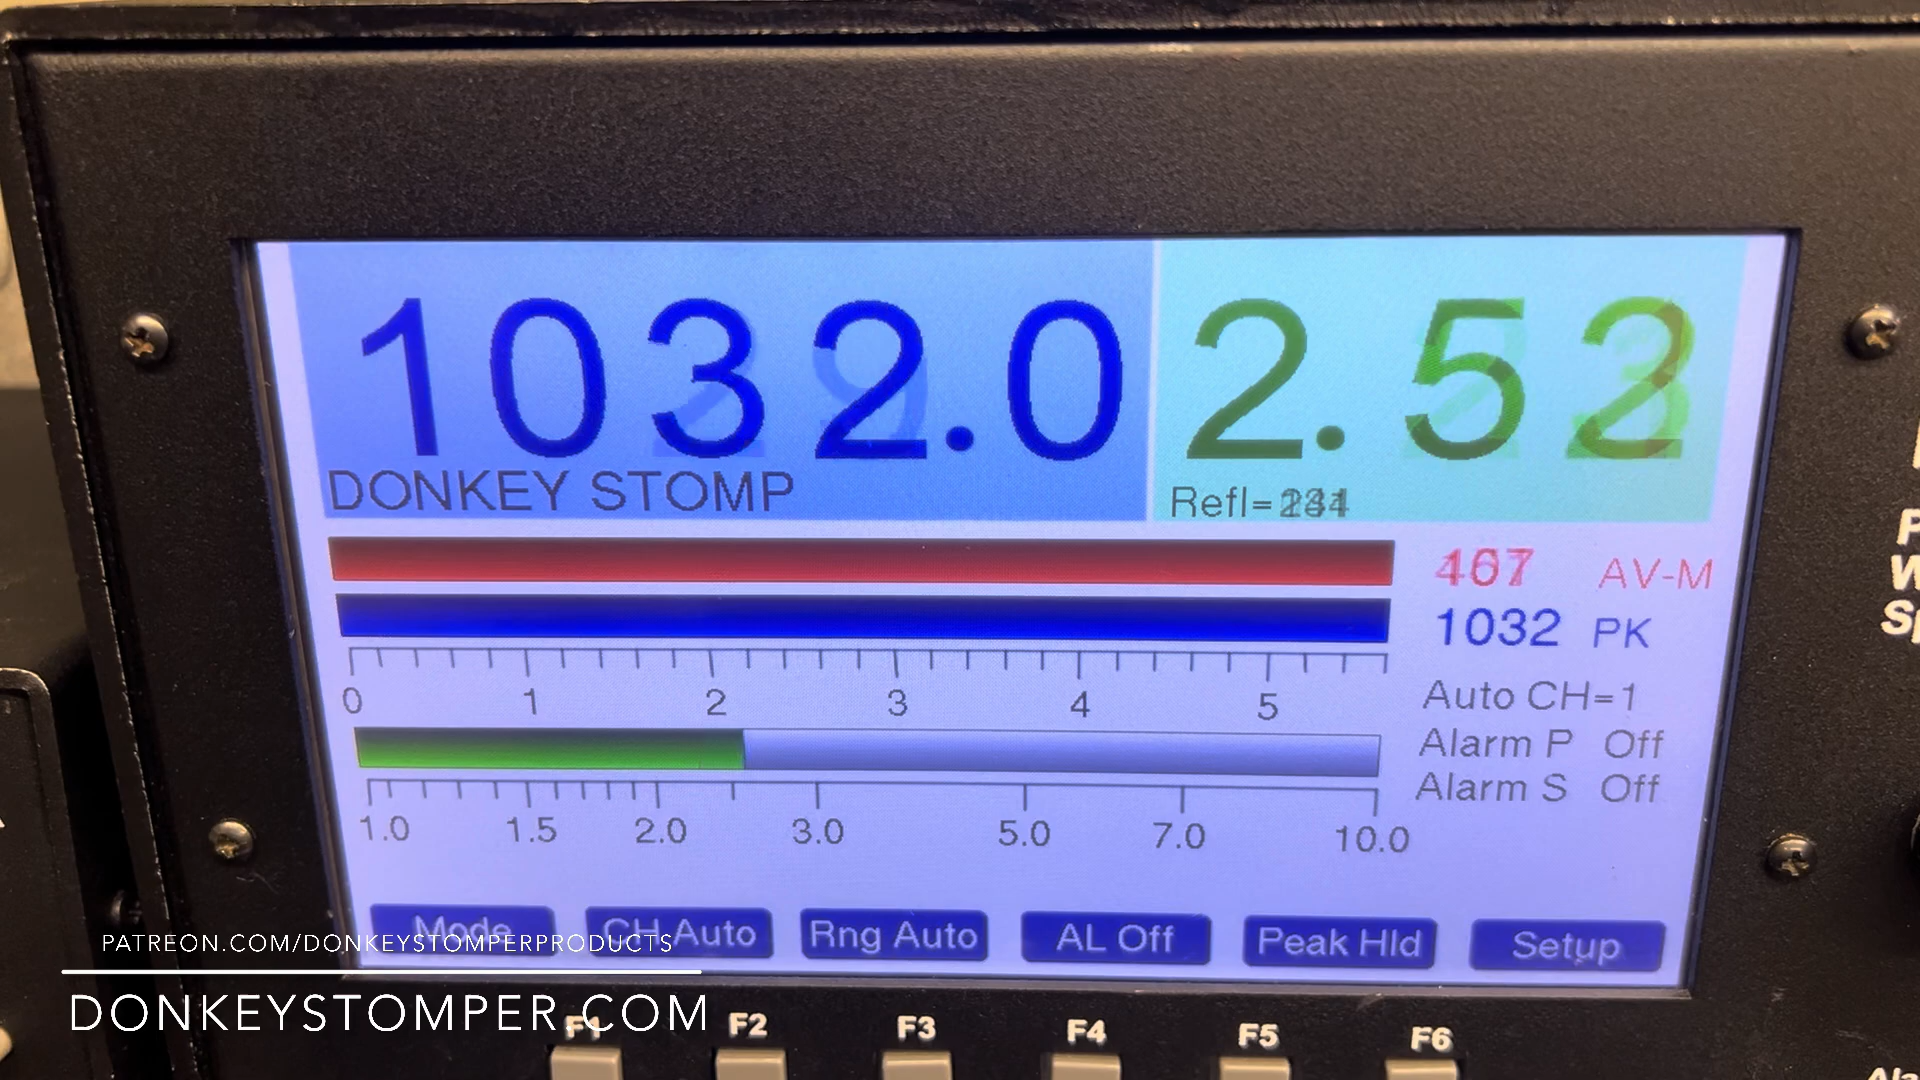 1032.0
DONKEY STOMP
2.5
Refl=
AV-M
1032 PK
0 1 2 3 4 5
Auto CH=1
Alarm P Off
Alarm S Off
1.0 1.5 2.0 3.0 5.0 7.0 10.0
Mode CH Auto Rng Auto AL Off Peak Hld Setup
PATREON.COM/DONKEYSTOMPERPRODUCTS
DONKEYSTOMPER.COM
F1 F2 F3 F4 F5 F6